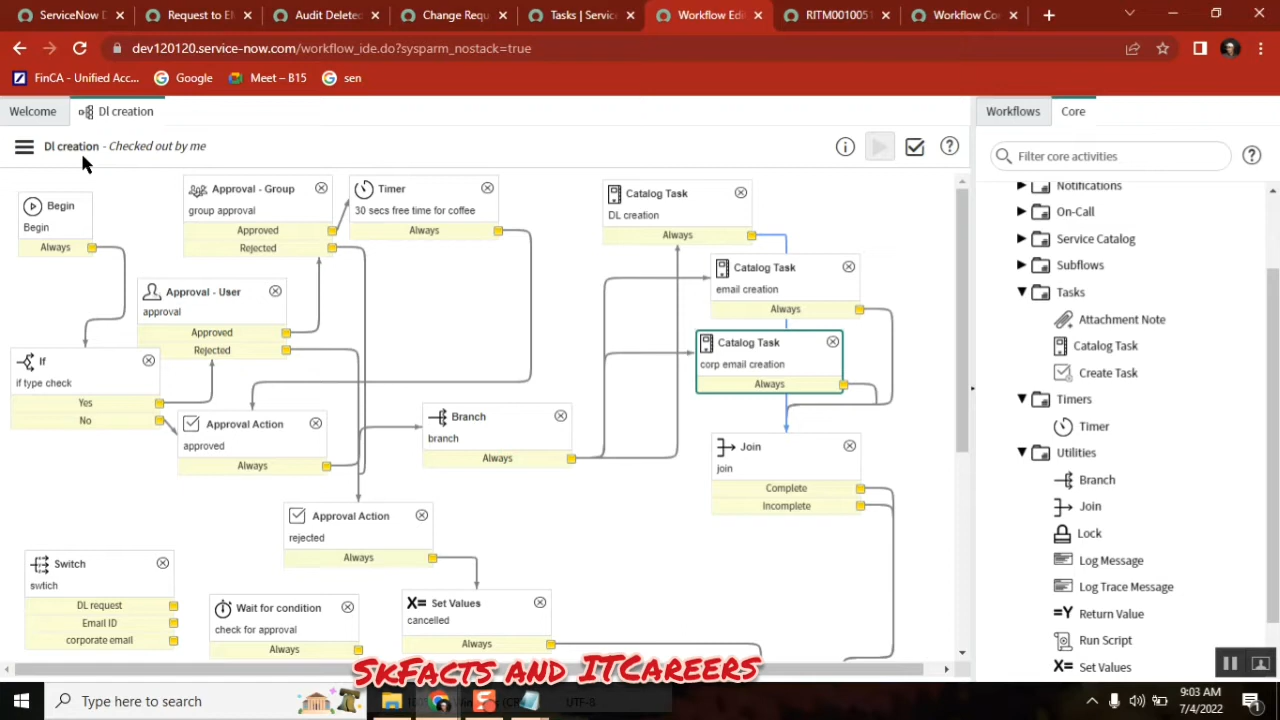 ServiceNow D
Request to El
Audit Deleted
Change Requ
Tasks | Service
Workflow Edi
RITM0010051
Workflow Co
dev120120.service-now.com/workflow_ide.do?sysparm_nostack=true
FinCA - Unified Acc...
Google
Meet – B15
sen
Welcome
Dl creation
Workflows
Core
Dl creation - Checked out by me
Filter core activities
Begin
Begin
Always
Approval - Group
group approval
Approved
Rejected
Timer
30 secs free time for coffee
Always
Catalog Task
DL creation
Always
Approval - User
approval
Approved
Rejected
Catalog Task
email creation
Always
If
if type check
Yes
No
Catalog Task
corp email creation
Always
Approval Action
approved
Always
Branch
branch
Always
Join
join
Complete
Incomplete
Approval Action
rejected
Always
Switch
swtich
DL request
Email ID
corporate email
Wait for condition
check for approval
Always
Set Values
cancelled
Always
Notifications
On-Call
Service Catalog
Subflows
Tasks
Attachment Note
Catalog Task
Create Task
Timers
Timer
Utilities
Branch
Join
Lock
Log Message
Log Trace Message
Return Value
Run Script
Set Values
SkFacts and ITCareers
Type here to search
UTF-8
9:03 AM
7/4/2022
1